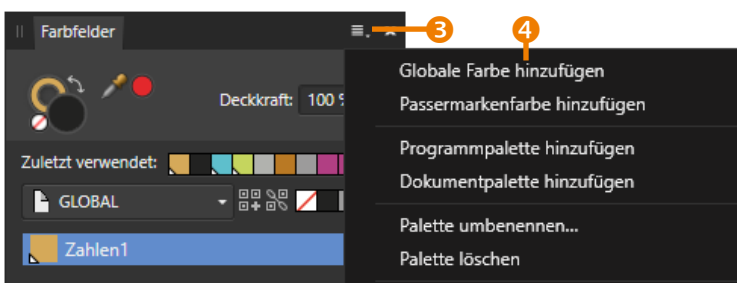 Farbfelder
3
4
Globale Farbe hinzufügen
Passermarkenfarbe hinzufügen
Deckkraft: 100
Zuletzt verwendet:
Programmpalette hinzufügen
Dokumentpalette hinzufügen
GLOBAL
Palette umbenennen...
Zahlen1
Palette löschen